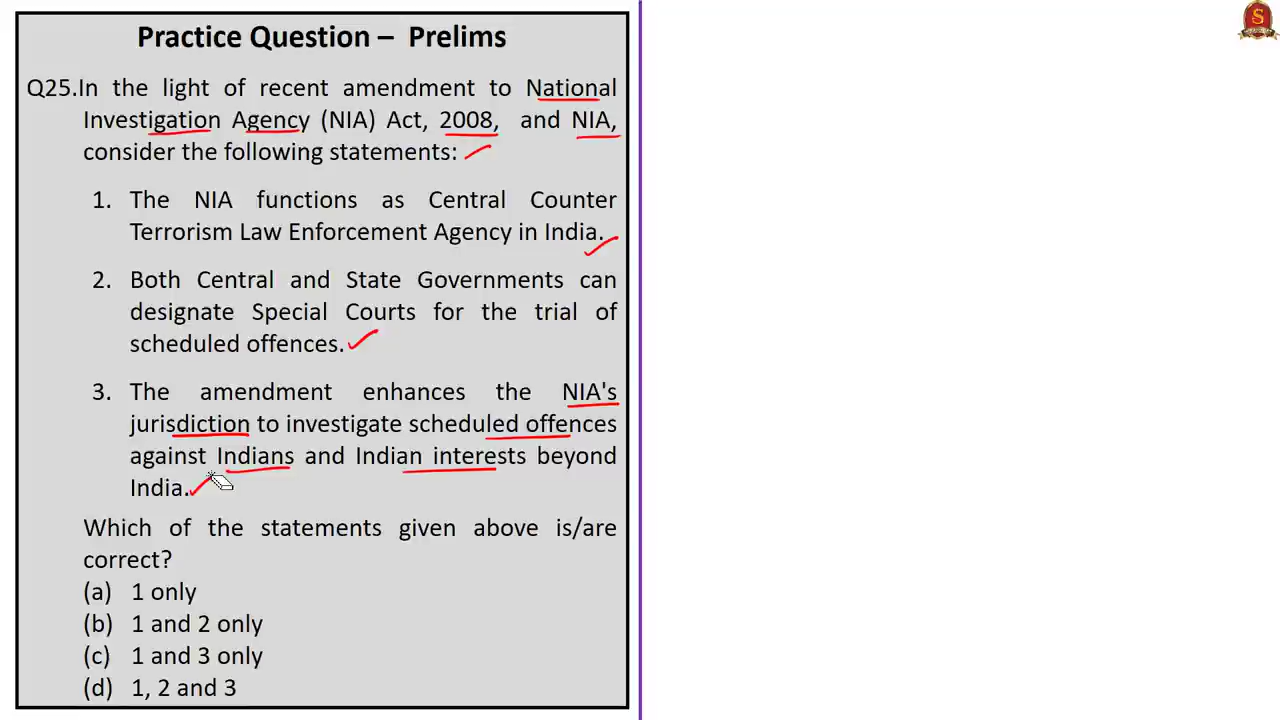 Practice Question – Prelims
Q25.In the light of recent amendment to National
Investigation Agency (NIA) Act, 2008, and NIA,
consider the following statements:
1. The NIA functions as Central Counter
Terrorism Law Enforcement Agency in India.
2. Both Central and State Governments can
designate Special Courts for the trial of
scheduled offences.
3. The amendment enhances the NIA's
jurisdiction to investigate scheduled offences
against Indians and Indian interests beyond
India.
Which of the statements given above is/are
correct?
(a) 1 only
(b) 1 and 2 only
(c) 1 and 3 only
(d) 1, 2 and 3
S